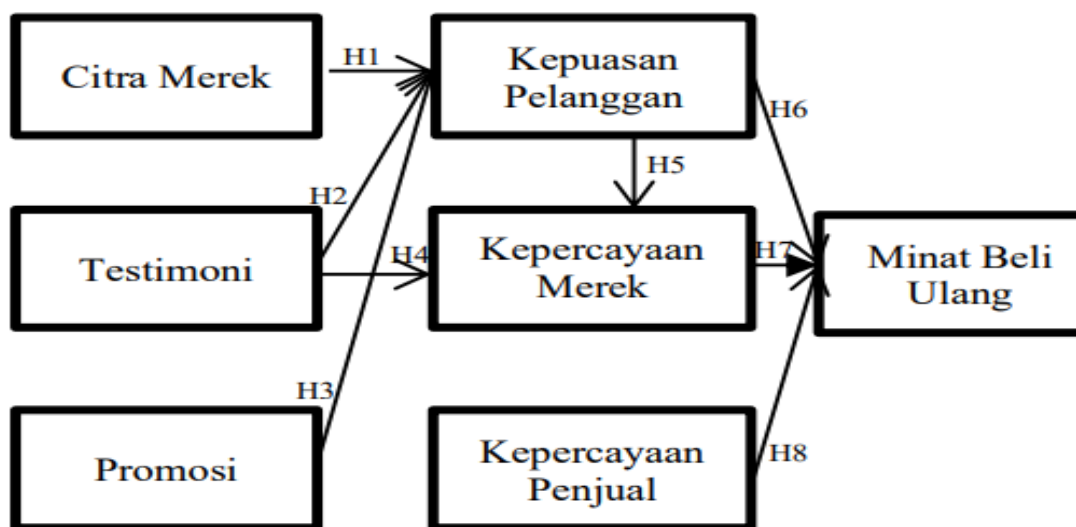 Citra Merek
H1
Kepuasan
Pelanggan
H6
H2
H5
Testimoni
H4
Kepercayaan
Merek
H7
Minat Beli
Ulang
H3
Promosi
Kepercayaan
Penjual
H8